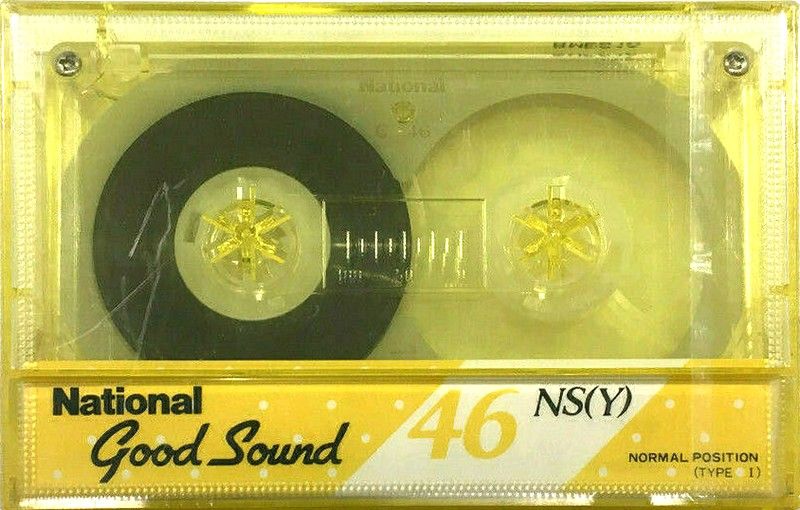 National
National
Good Sound
46
NS(Y)
NORMAL POSITION
(TYPE I)